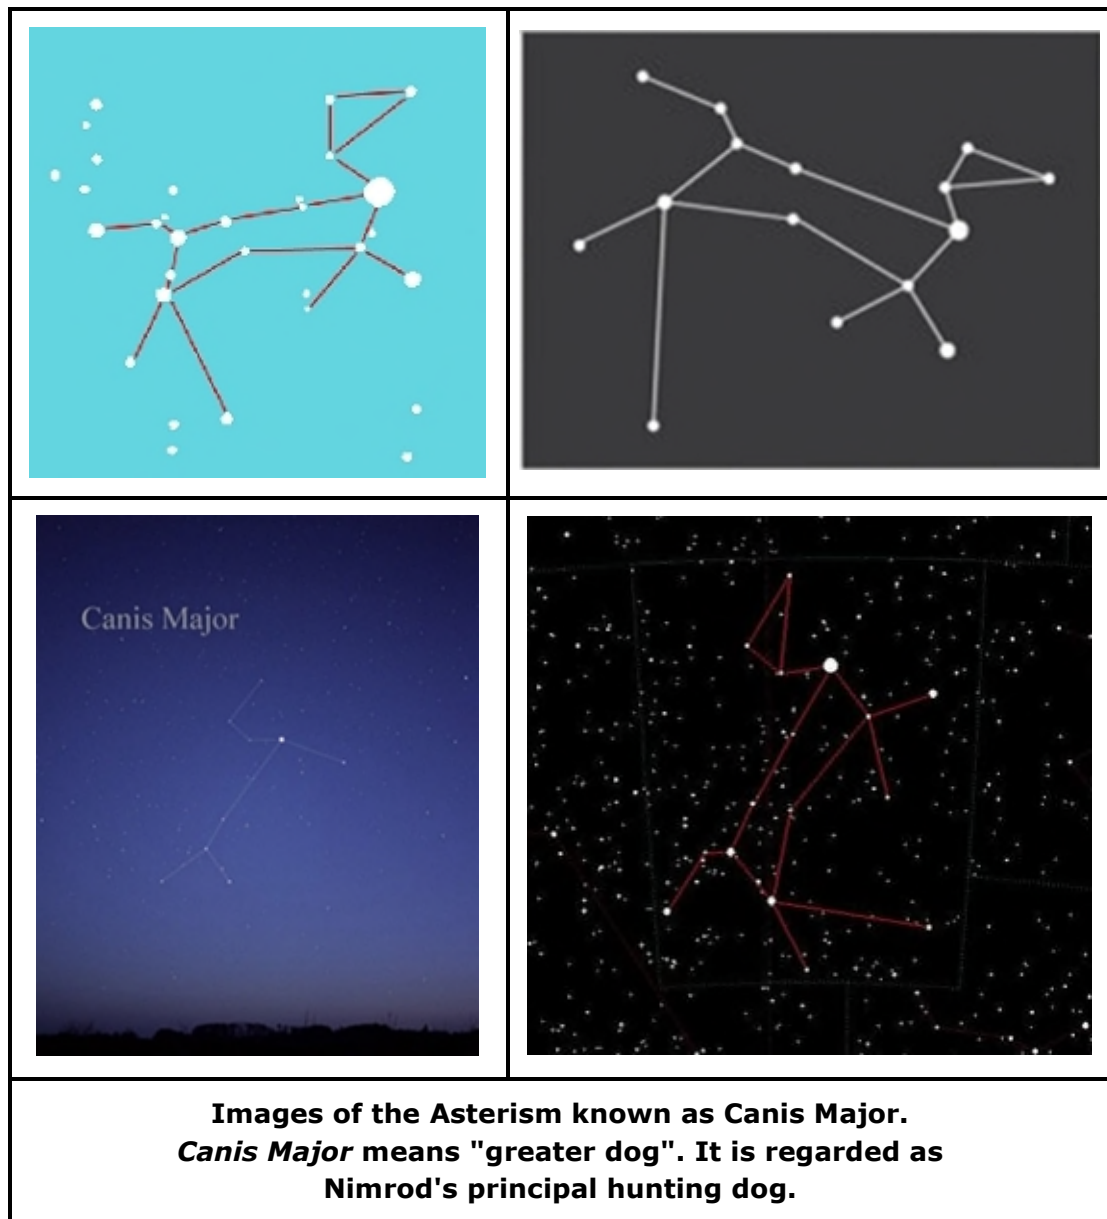 Canis Major
Images of the Asterism known as Canis Major.
Canis Major means "greater dog". It is regarded as
Nimrod's principal hunting dog.